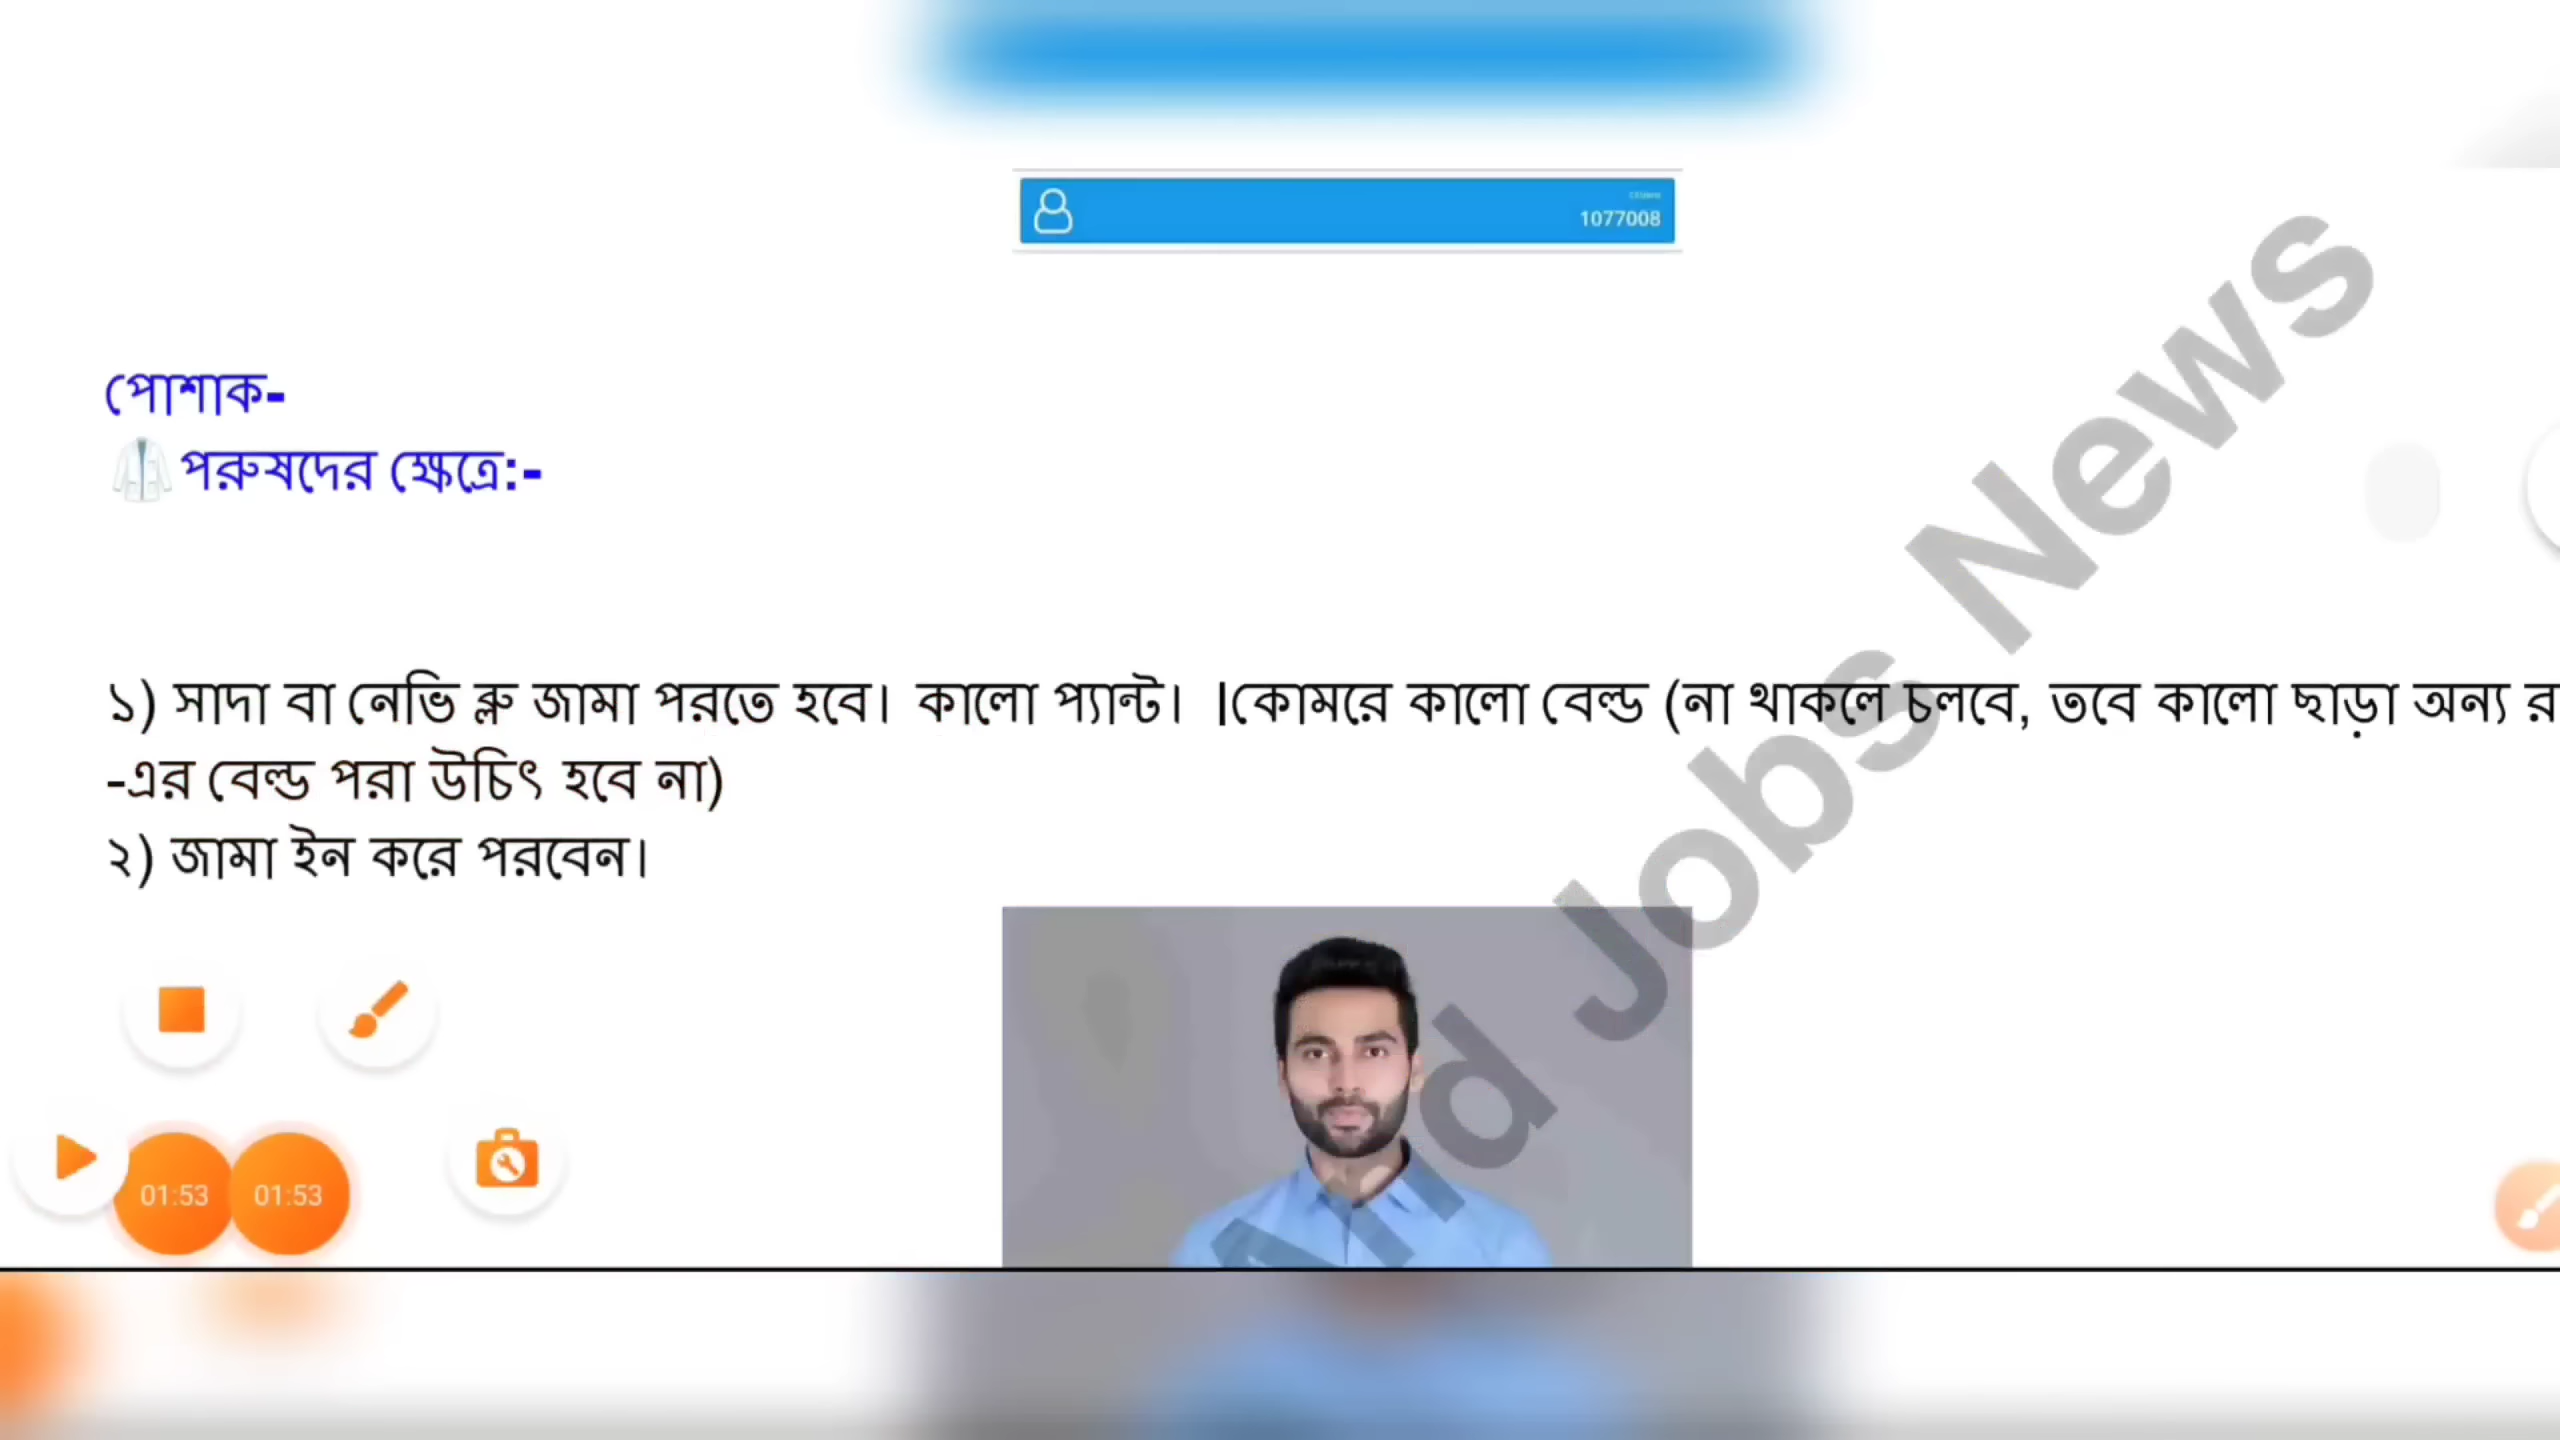 1077008
পোশাক-
পরুষদের ক্ষেত্রে:-
১) সাদা বা নেভি ব্লু জামা পরতে হবে। কালো প্যান্ট। ।কোমরে কালো বেল্ড (না থাকলে চলবে, তবে কালো ছাড়া অন্য র
-এর বেল্ড পরা উচিৎ হবে না)
২) জামা ইন করে পরবেন।
01:53 01:53
Jobs News